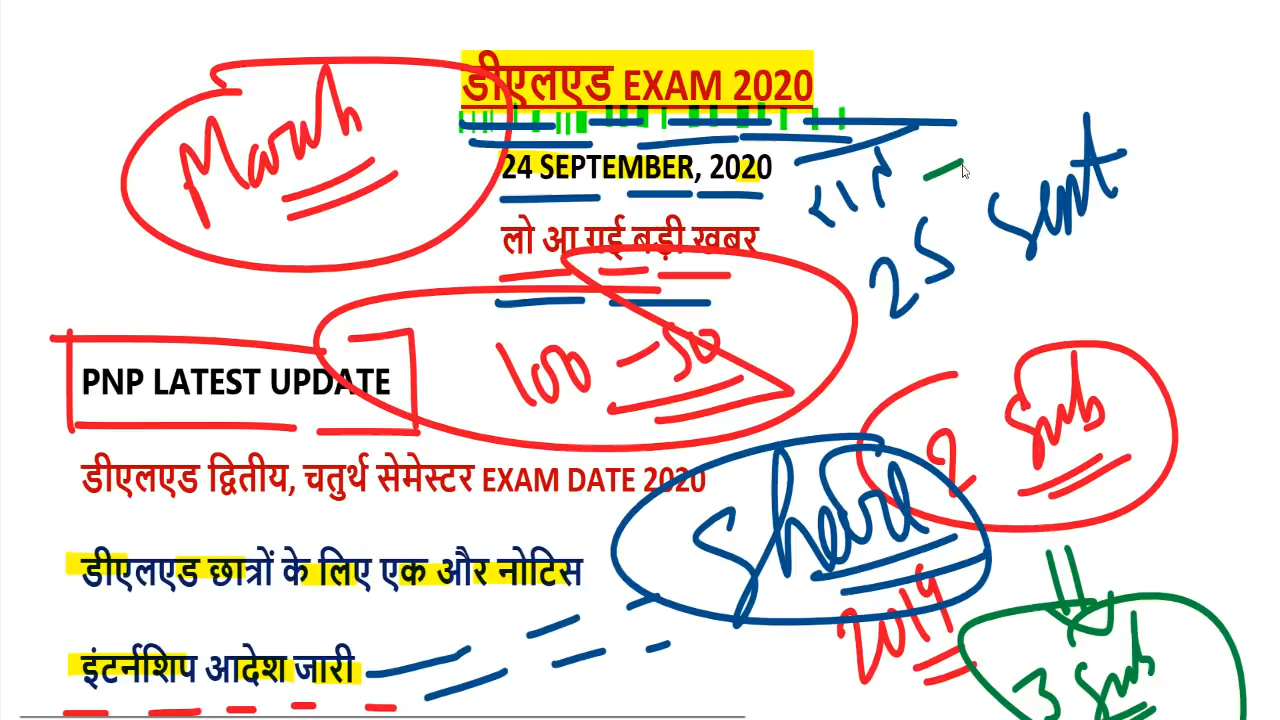 डीएलएड EXAM 2020
March
24 SEPTEMBER, 2020
25 Sept
लो आ गई बड़ी खबर
100 - 50
PNP LATEST UPDATE
2 Sub
डीएलएड द्वितीय, चतुर्थ सेमेस्टर EXAM DATE 2020
डीएलएड छात्रों के लिए एक और नोटिस
2019
इंटर्नशिप आदेश जारी
3 Sub